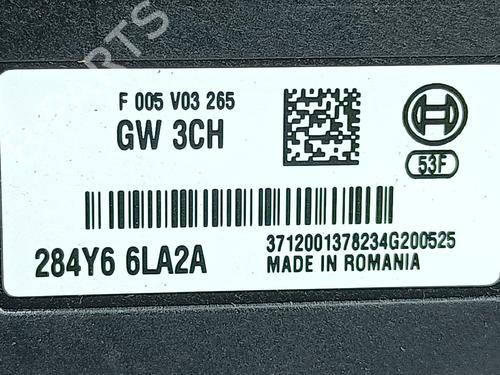 F 005 V03 265
GW 3CH
53F
284Y6 6LA2A
3712001378234G200525
MADE IN ROMANIA